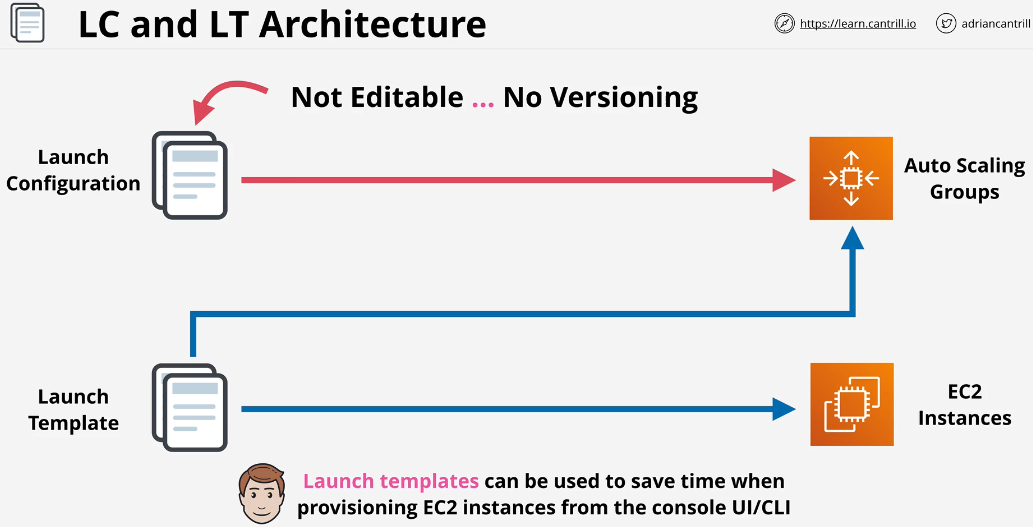 LC and LT Architecture
https://learn.cantrill.io
adriancantrill
Not Editable ... No Versioning
Launch
Configuration
Auto Scaling
Groups
Launch
Template
EC2
Instances
Launch templates can be used to save time when
provisioning EC2 instances from the console UI/CLI